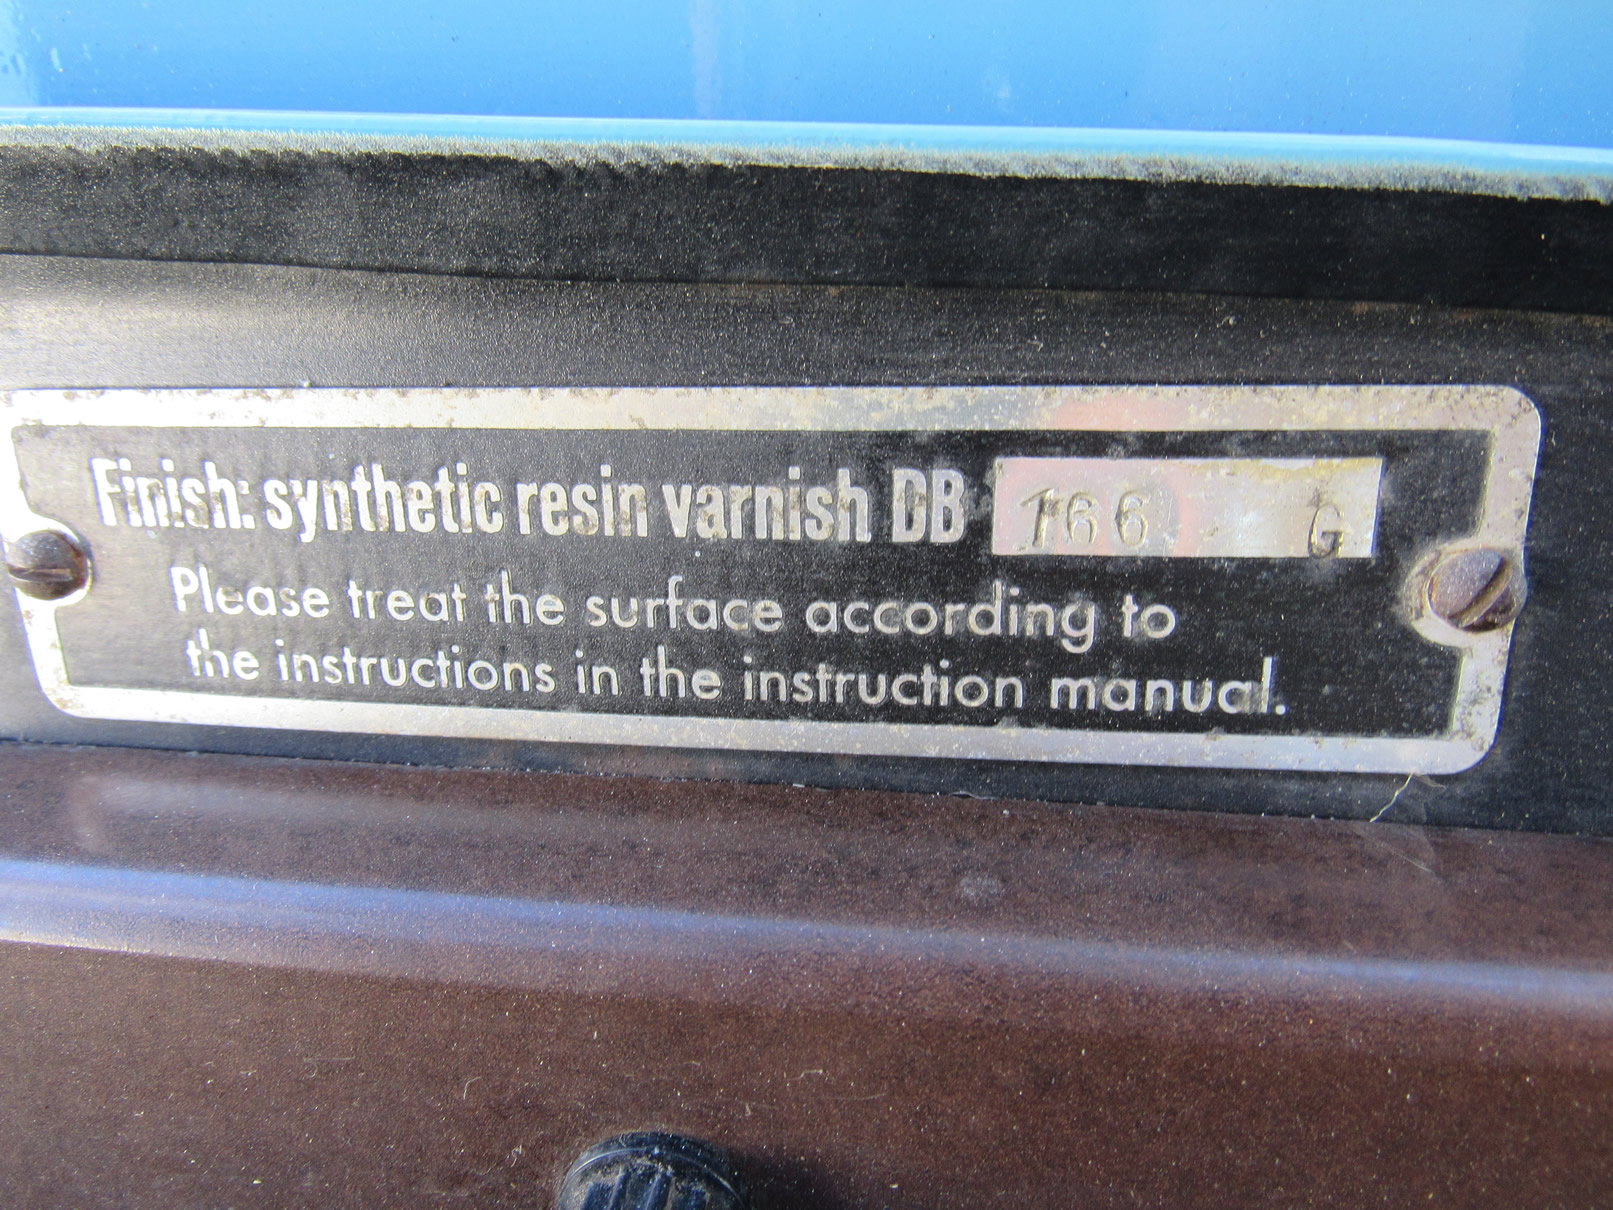 Finish: synthetic resin varnish DB 166 G
Please treat the surface according to
the instructions in the instruction manual.